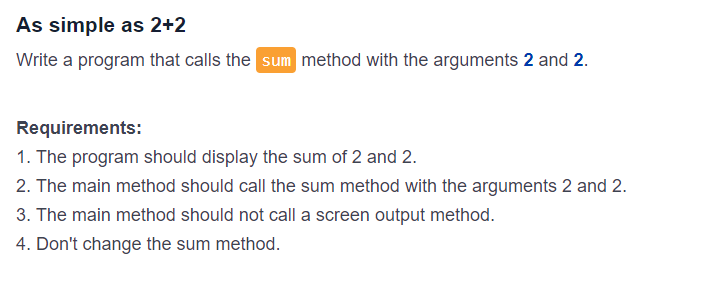 As simple as 2+2
Write a program that calls the sum method with the arguments 2 and 2.
Requirements:
1. The program should display the sum of 2 and 2.
2. The main method should call the sum method with the arguments 2 and 2.
3. The main method should not call a screen output method.
4. Don't change the sum method.